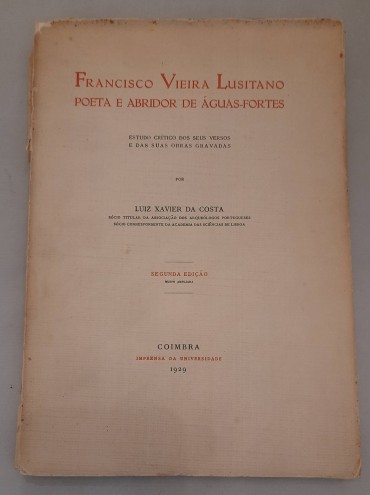 FRANCISCO VIEIRA LUSITANO
POETA E ABRIDOR DE ÁGUAS-FORTES
ESTUDO CRÍTICO DOS SEUS VERSOS
E DAS SUAS OBRAS GRAVADAS
POR
LUIZ XAVIER DA COSTA
SÓCIO TITULAR DA ASSOCIAÇÃO DOS ARQUEÓLOGOS PORTUGUESES
SÓCIO CORRESPONDENTE DA ACADEMIA DAS SCIÊNCIAS DE LISBOA
SEGUNDA EDIÇÃO
MUITO AMPLIADA
COIMBRA
IMPRENSA DA UNIVERSIDADE
1929